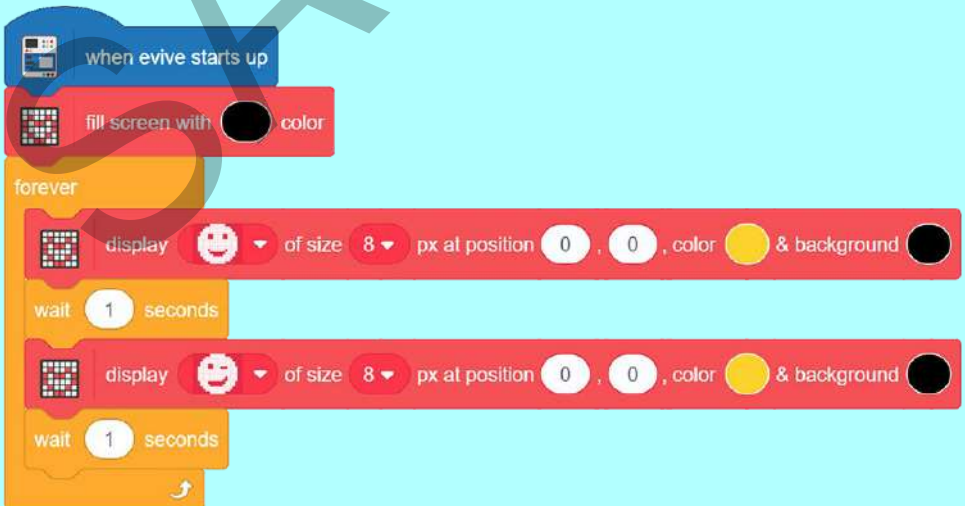 when evive starts up
fill screen with color
forever
display of size 8 px at position 0 , 0 , color & background
wait 1 seconds
display of size 8 px at position 0 , 0 , color & background
wait 1 seconds